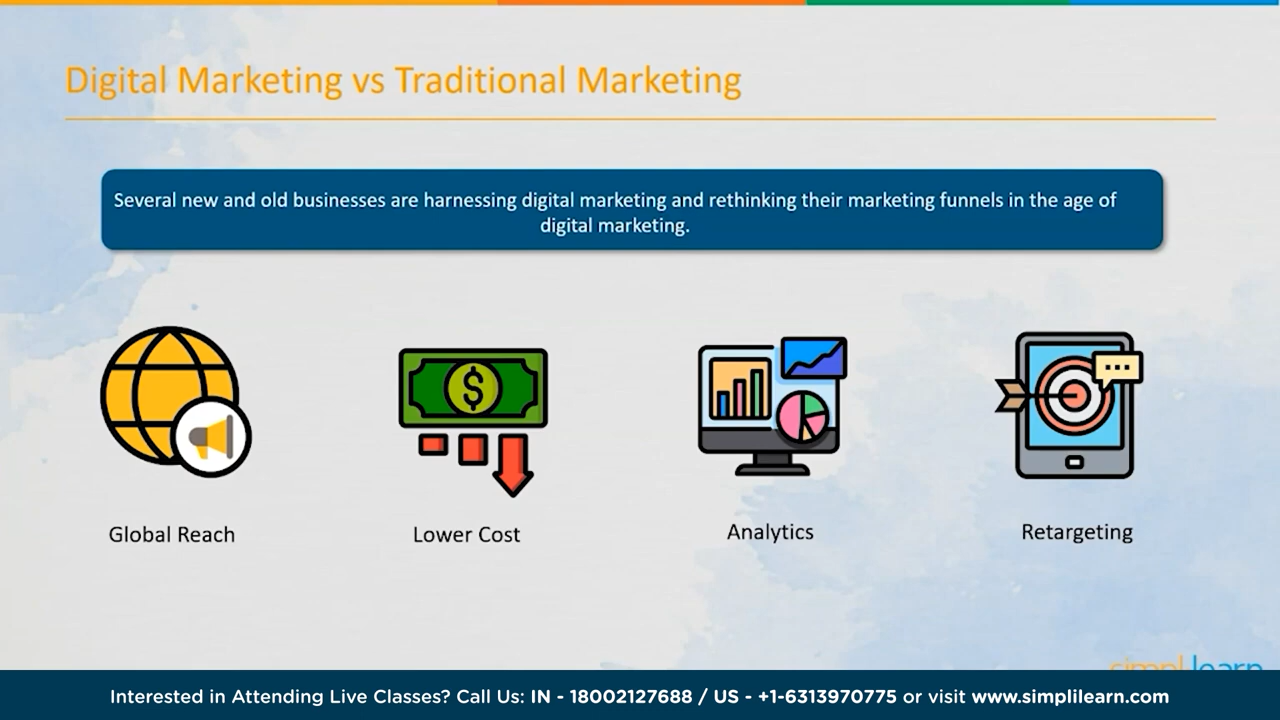 Digital Marketing vs Traditional Marketing
Several new and old businesses are harnessing digital marketing and rethinking their marketing funnels in the age of
digital marketing.
Global Reach
Lower Cost
Analytics
Retargeting
simplilearn
Interested in Attending Live Classes? Call Us: IN - 18002127688 / US - +1-6313970775 or visit www.simplilearn.com